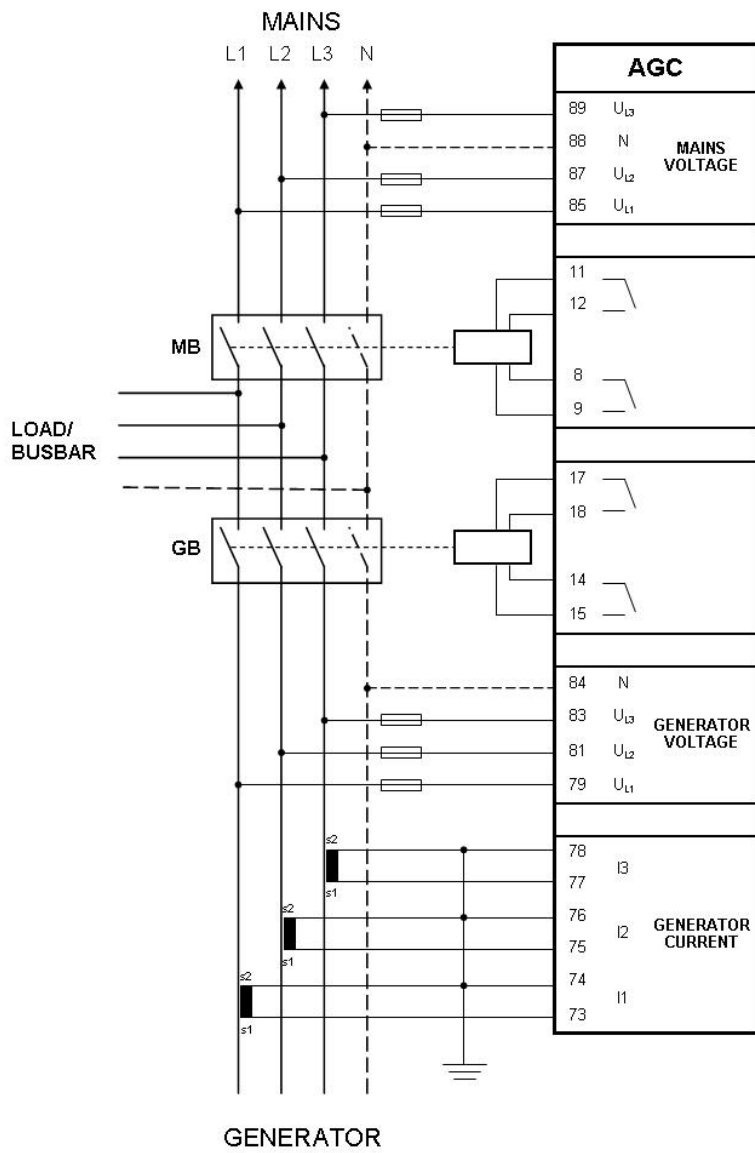 MAINS
L1 L2 L3 N
AGC
89 UL3
88 N
87 UL2
85 UL1
MAINS
VOLTAGE
11
12
MB
8
9
LOAD/
BUSBAR
17
18
GB
14
15
84 N
83 UL3
81 UL2
79 UL1
GENERATOR
VOLTAGE
s2
78
I3
77
s1
s2
76
I2
75
s1
GENERATOR
CURRENT
s2
74
I1
73
s1
GENERATOR